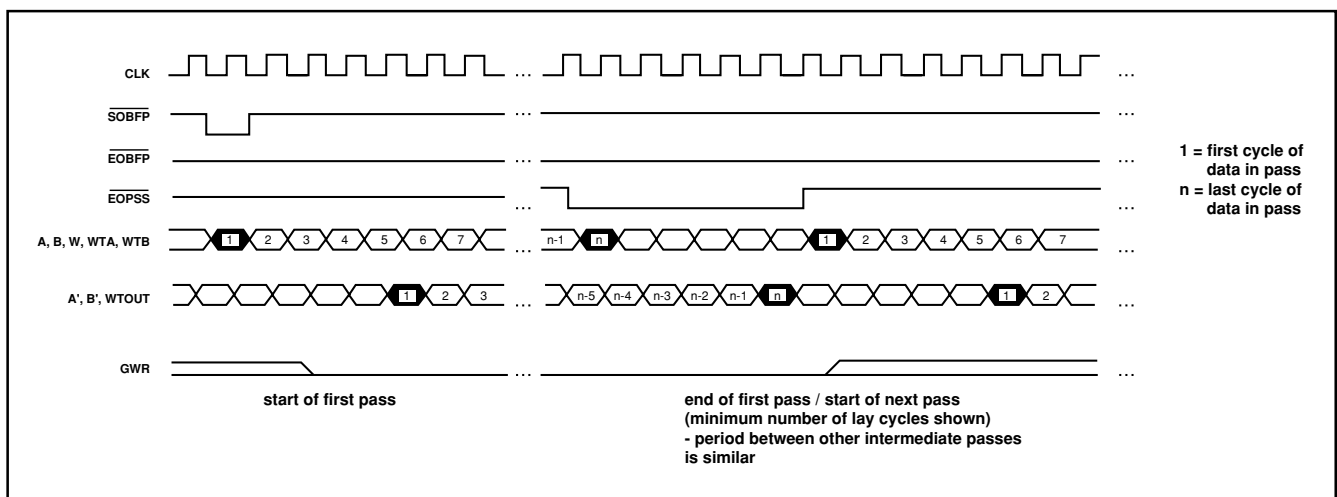 CLK
... ...
SOBFP
... ...
EOBFP
... ...
EOPSS
... ...
A, B, W, WTA, WTB
1 2 3 4 5 6 7 ... n-1 n 1 2 3 4 5 6 7 ...
A', B', WTOUT
1 2 3 ... n-5 n-4 n-3 n-2 n-1 n 1 2 ...
GWR
... ...
start of first pass
end of first pass / start of next pass
(minimum number of lay cycles shown)
- period between other intermediate passes
is similar
1 = first cycle of
data in pass
n = last cycle of
data in pass